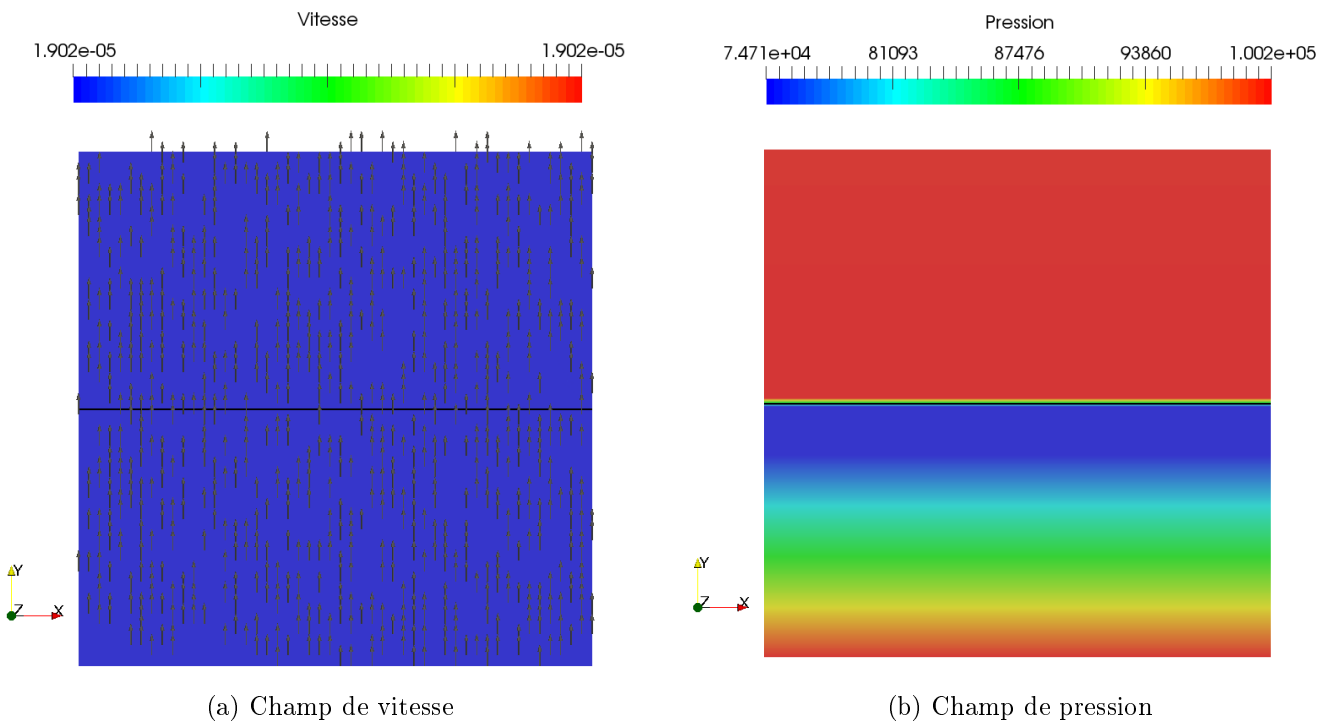 Vitesse
1.902e-05 1.902e-05
Pression
7.471e+04 81093 87476 93860 1.002e+05
Y
Z X
Y
Z X
(a) Champ de vitesse
(b) Champ de pression